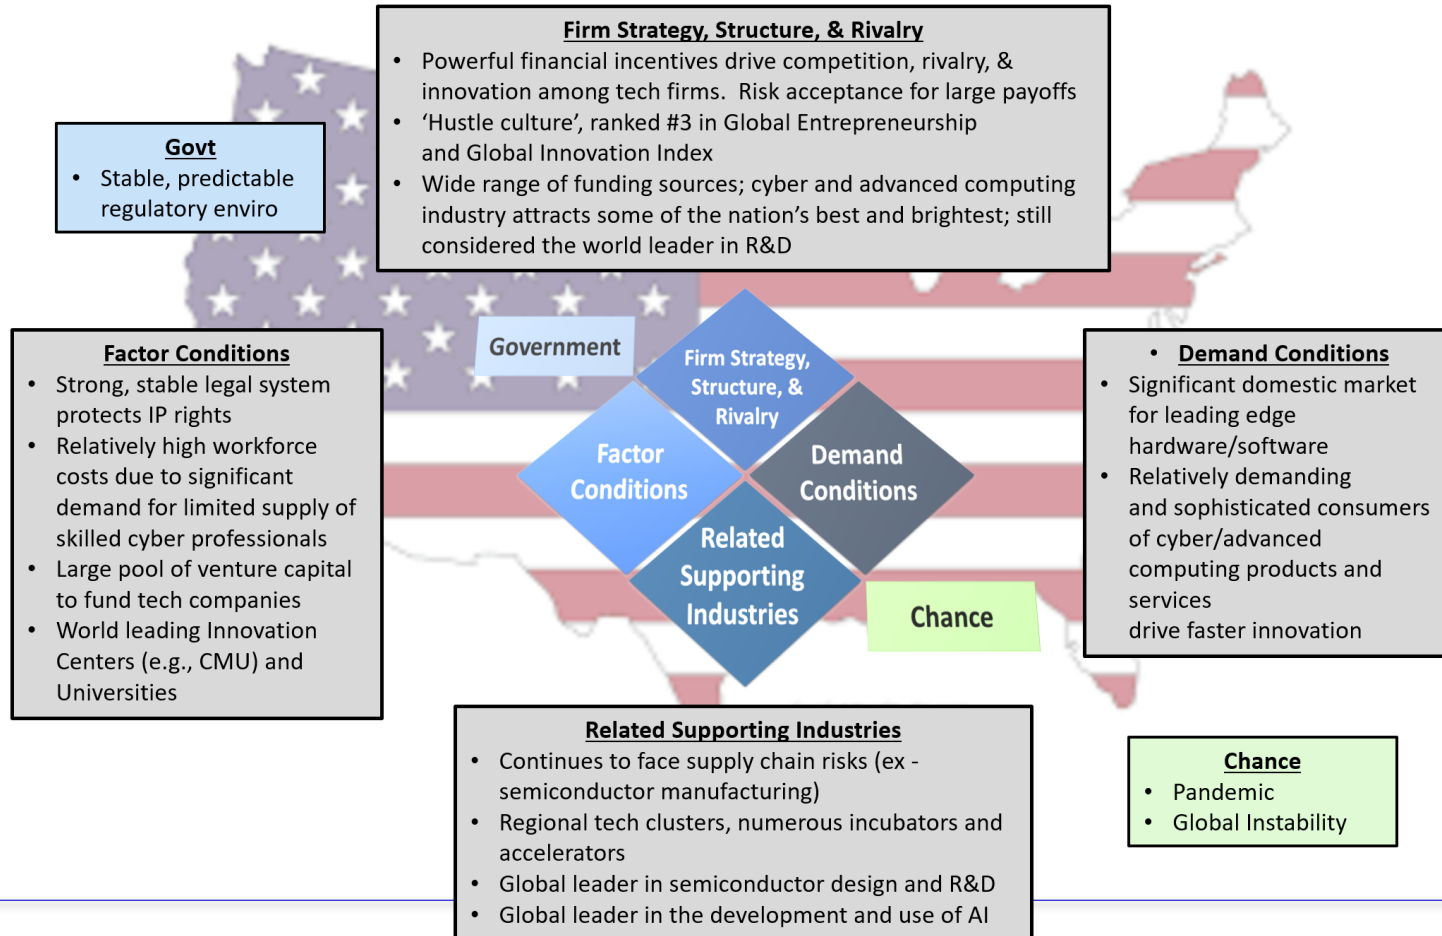 Firm Strategy, Structure, & Rivalry
• Powerful financial incentives drive competition, rivalry, &
innovation among tech firms.  Risk acceptance for large payoffs
• ‘Hustle culture’, ranked #3 in Global Entrepreneurship
and Global Innovation Index
• Wide range of funding sources; cyber and advanced computing
industry attracts some of the nation’s best and brightest; still
considered the world leader in R&D
Govt
• Stable, predictable
regulatory enviro
Factor Conditions
• Strong, stable legal system
protects IP rights
• Relatively high workforce
costs due to significant
demand for limited supply of
skilled cyber professionals
• Large pool of venture capital
to fund tech companies
• World leading Innovation
Centers (e.g., CMU) and
Universities
Government
Firm Strategy,
Structure, &
Rivalry
Factor
Conditions
Demand
Conditions
Related
Supporting
Industries
Chance
• Demand Conditions
• Significant domestic market
for leading edge
hardware/software
• Relatively demanding
and sophisticated consumers
of cyber/advanced
computing products and
services
drive faster innovation
Related Supporting Industries
• Continues to face supply chain risks (ex -
semiconductor manufacturing)
• Regional tech clusters, numerous incubators and
accelerators
• Global leader in semiconductor design and R&D
• Global leader in the development and use of AI
Chance
• Pandemic
• Global Instability